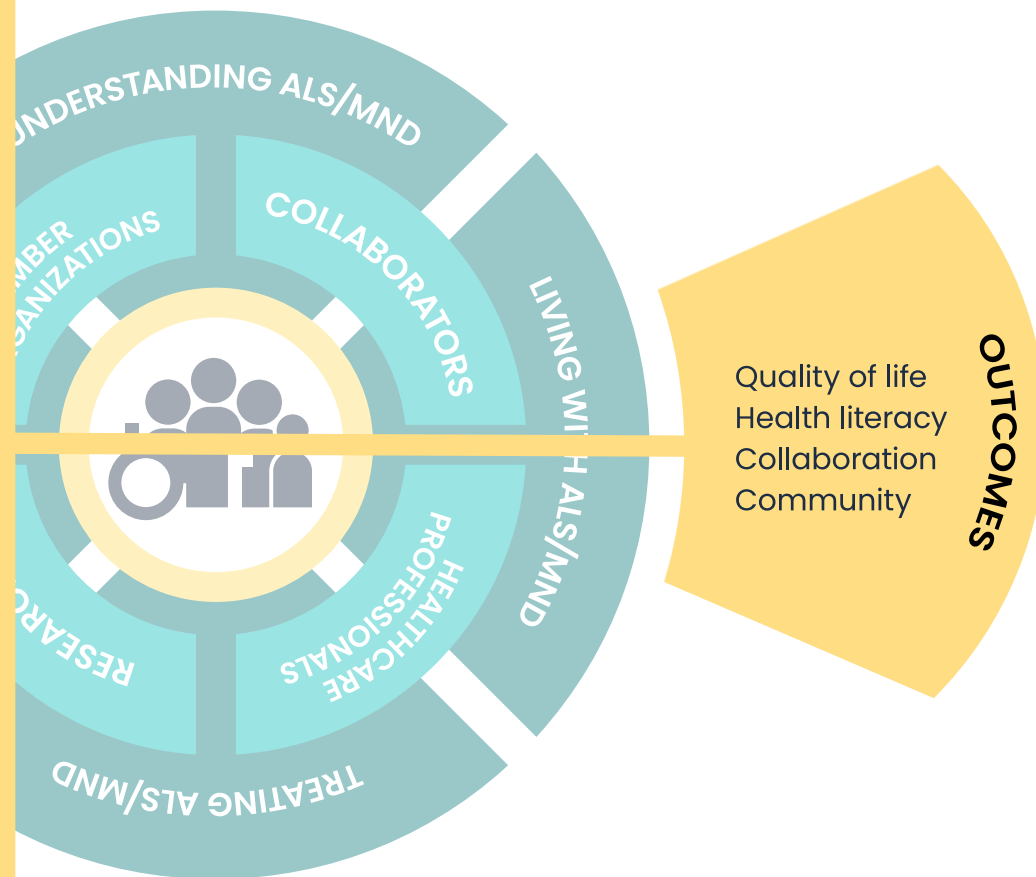 UNDERSTANDING ALS/MND
COLLABORATORS
ORGANIZATIONS
LIVING WITH ALS/MND
HEALTHCARE
PROFESSIONALS
TREATING ALS/MND
Quality of life
Health literacy
Collaboration
Community
OUTCOMES